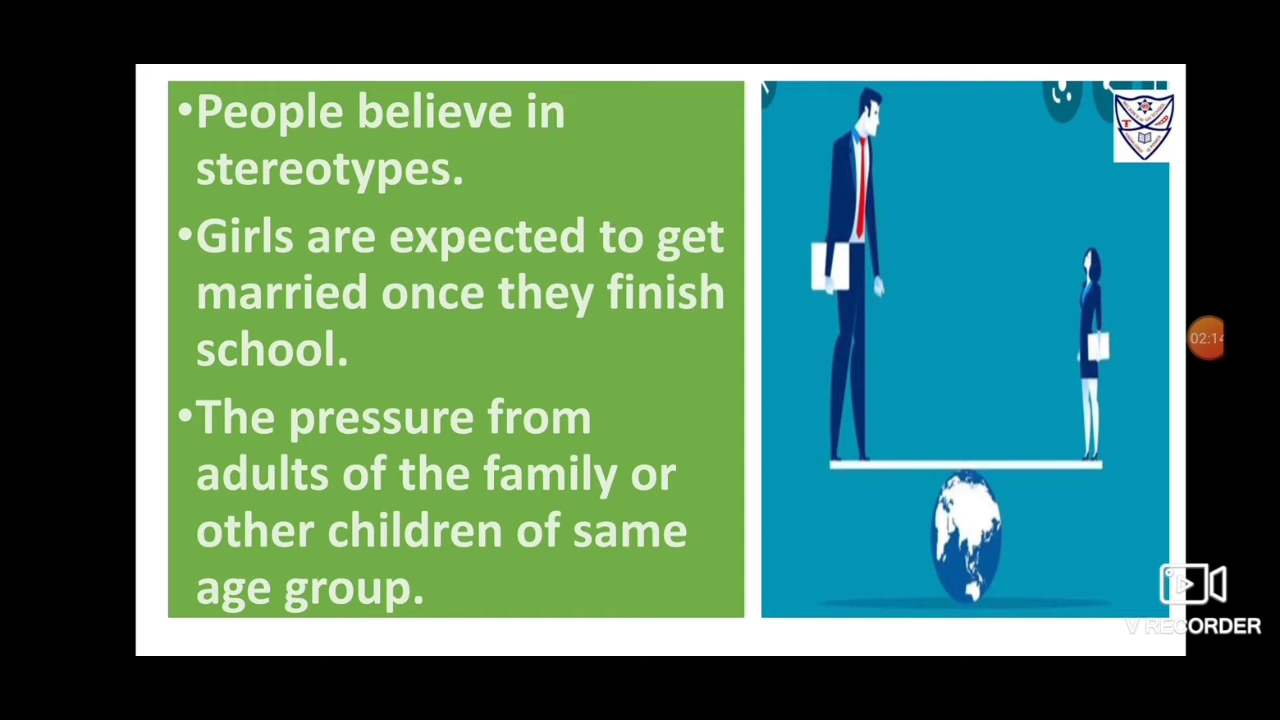 •People believe in
stereotypes.
•Girls are expected to get
married once they finish
school.
•The pressure from
adults of the family or
other children of same
age group.
02:14
V RECORDER